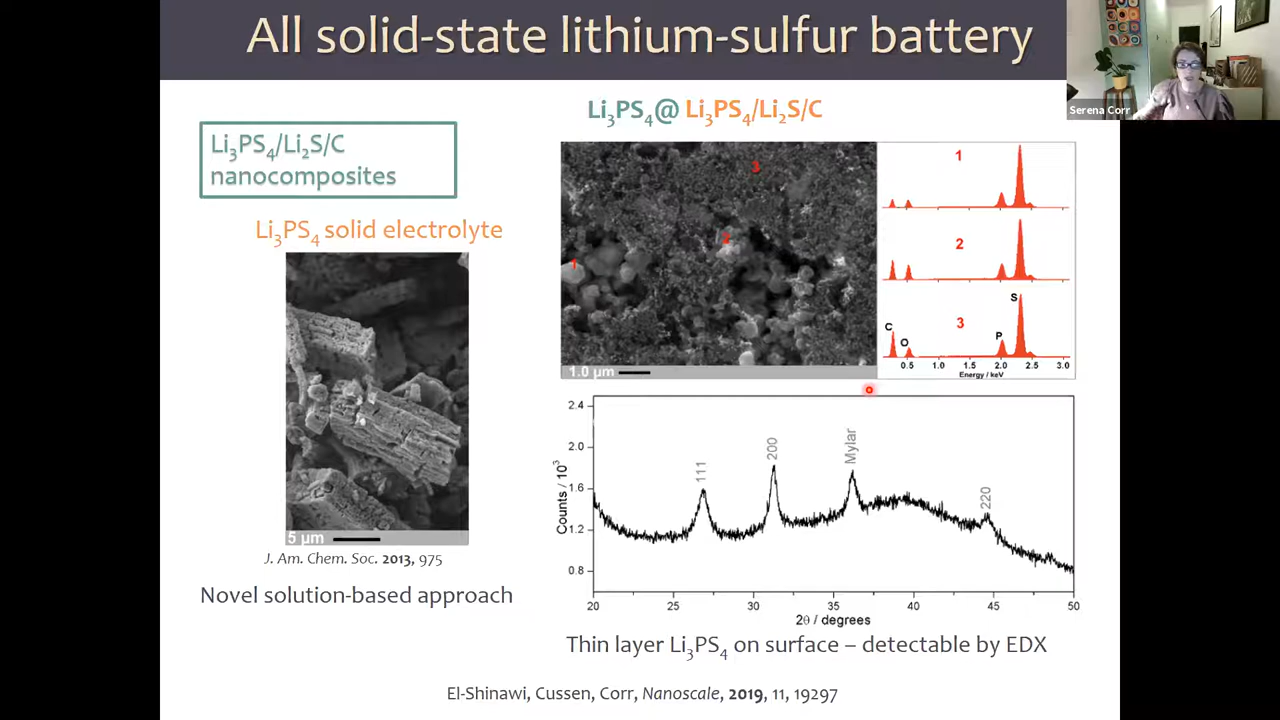 All solid-state lithium-sulfur battery
Serena Corr
Li₃PS₄/Li₂S/C
nanocomposites
Li₃PS₄ solid electrolyte
5 µm
J. Am. Chem. Soc. 2013, 975
Novel solution-based approach
Li₃PS₄@ Li₃PS₄/Li₂S/C
1
2
3
1.0 µm
1
2
3
C
O
P
S
0.5 1.0 1.5 2.0 2.5 3.0
Energy / keV
2.4
2.0
1.6
1.2
0.8
Counts / 10³
111
200
Mylar
220
20 25 30 35 40 45 50
2θ / degrees
Thin layer Li₃PS₄ on surface – detectable by EDX
El-Shinawi, Cussen, Corr, Nanoscale, 2019, 11, 19297